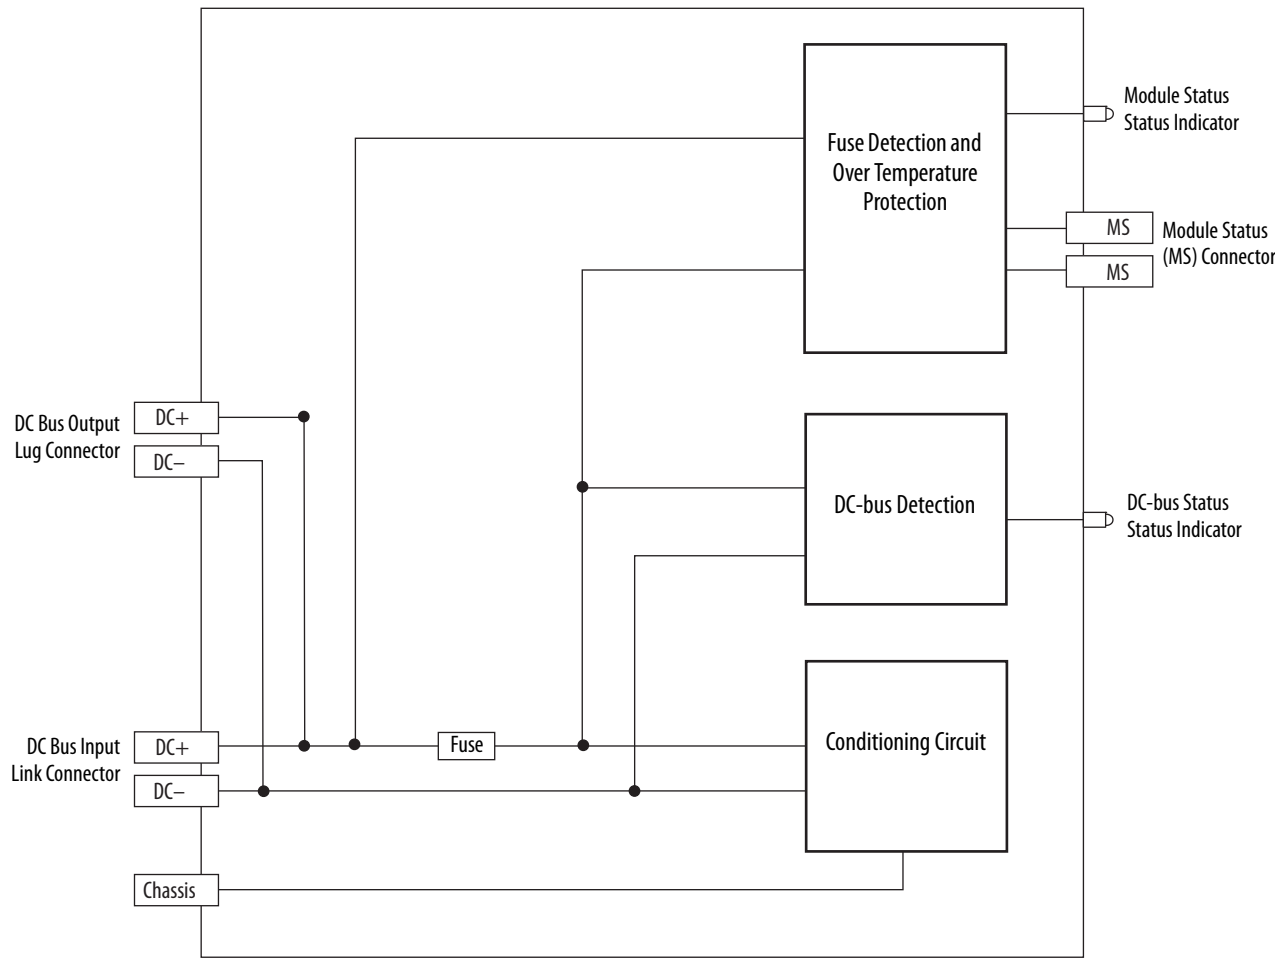 Module Status
Status Indicator
Fuse Detection and
Over Temperature
Protection
MS
Module Status
(MS) Connector
MS
DC Bus Output
Lug Connector
DC+
DC–
DC-bus Detection
DC-bus Status
Status Indicator
DC Bus Input
Link Connector
DC+
DC–
Fuse
Conditioning Circuit
Chassis